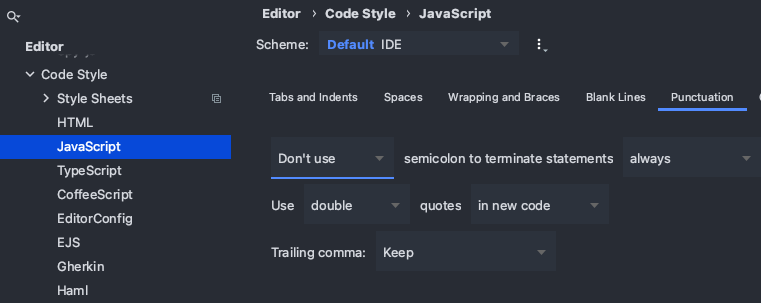 Editor › Code Style › JavaScript
Editor
Scheme: Default IDE
Code Style
Style Sheets
HTML
JavaScript
TypeScript
CoffeeScript
EditorConfig
EJS
Gherkin
Haml
Tabs and Indents Spaces Wrapping and Braces Blank Lines Punctuation
Don't use semicolon to terminate statements always
Use double quotes in new code
Trailing comma: Keep